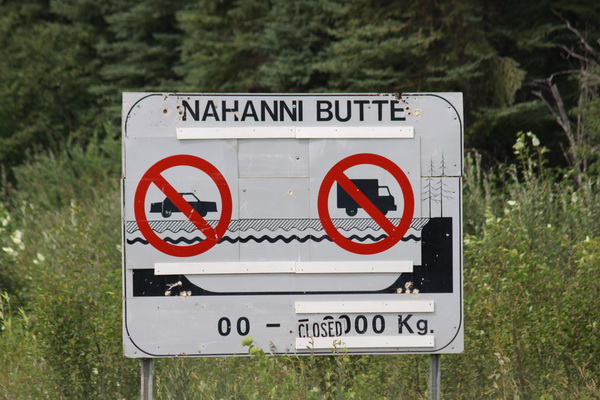 NAHANNI BUTTE
00 - CLOSED 000 Kg.